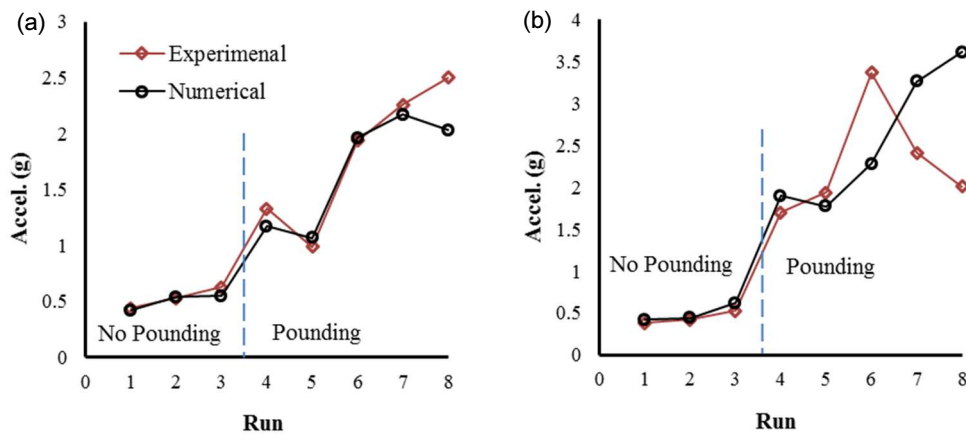 (a)
3
2.5
2
1.5
1
0.5
0
Accel. (g)
Experimenal
Numerical
No Pounding
Pounding
0 1 2 3 4 5 6 7 8
Run
(b)
4
3.5
3
2.5
2
1.5
1
0.5
0
Accel. (g)
No Pounding
Pounding
0 1 2 3 4 5 6 7 8
Run